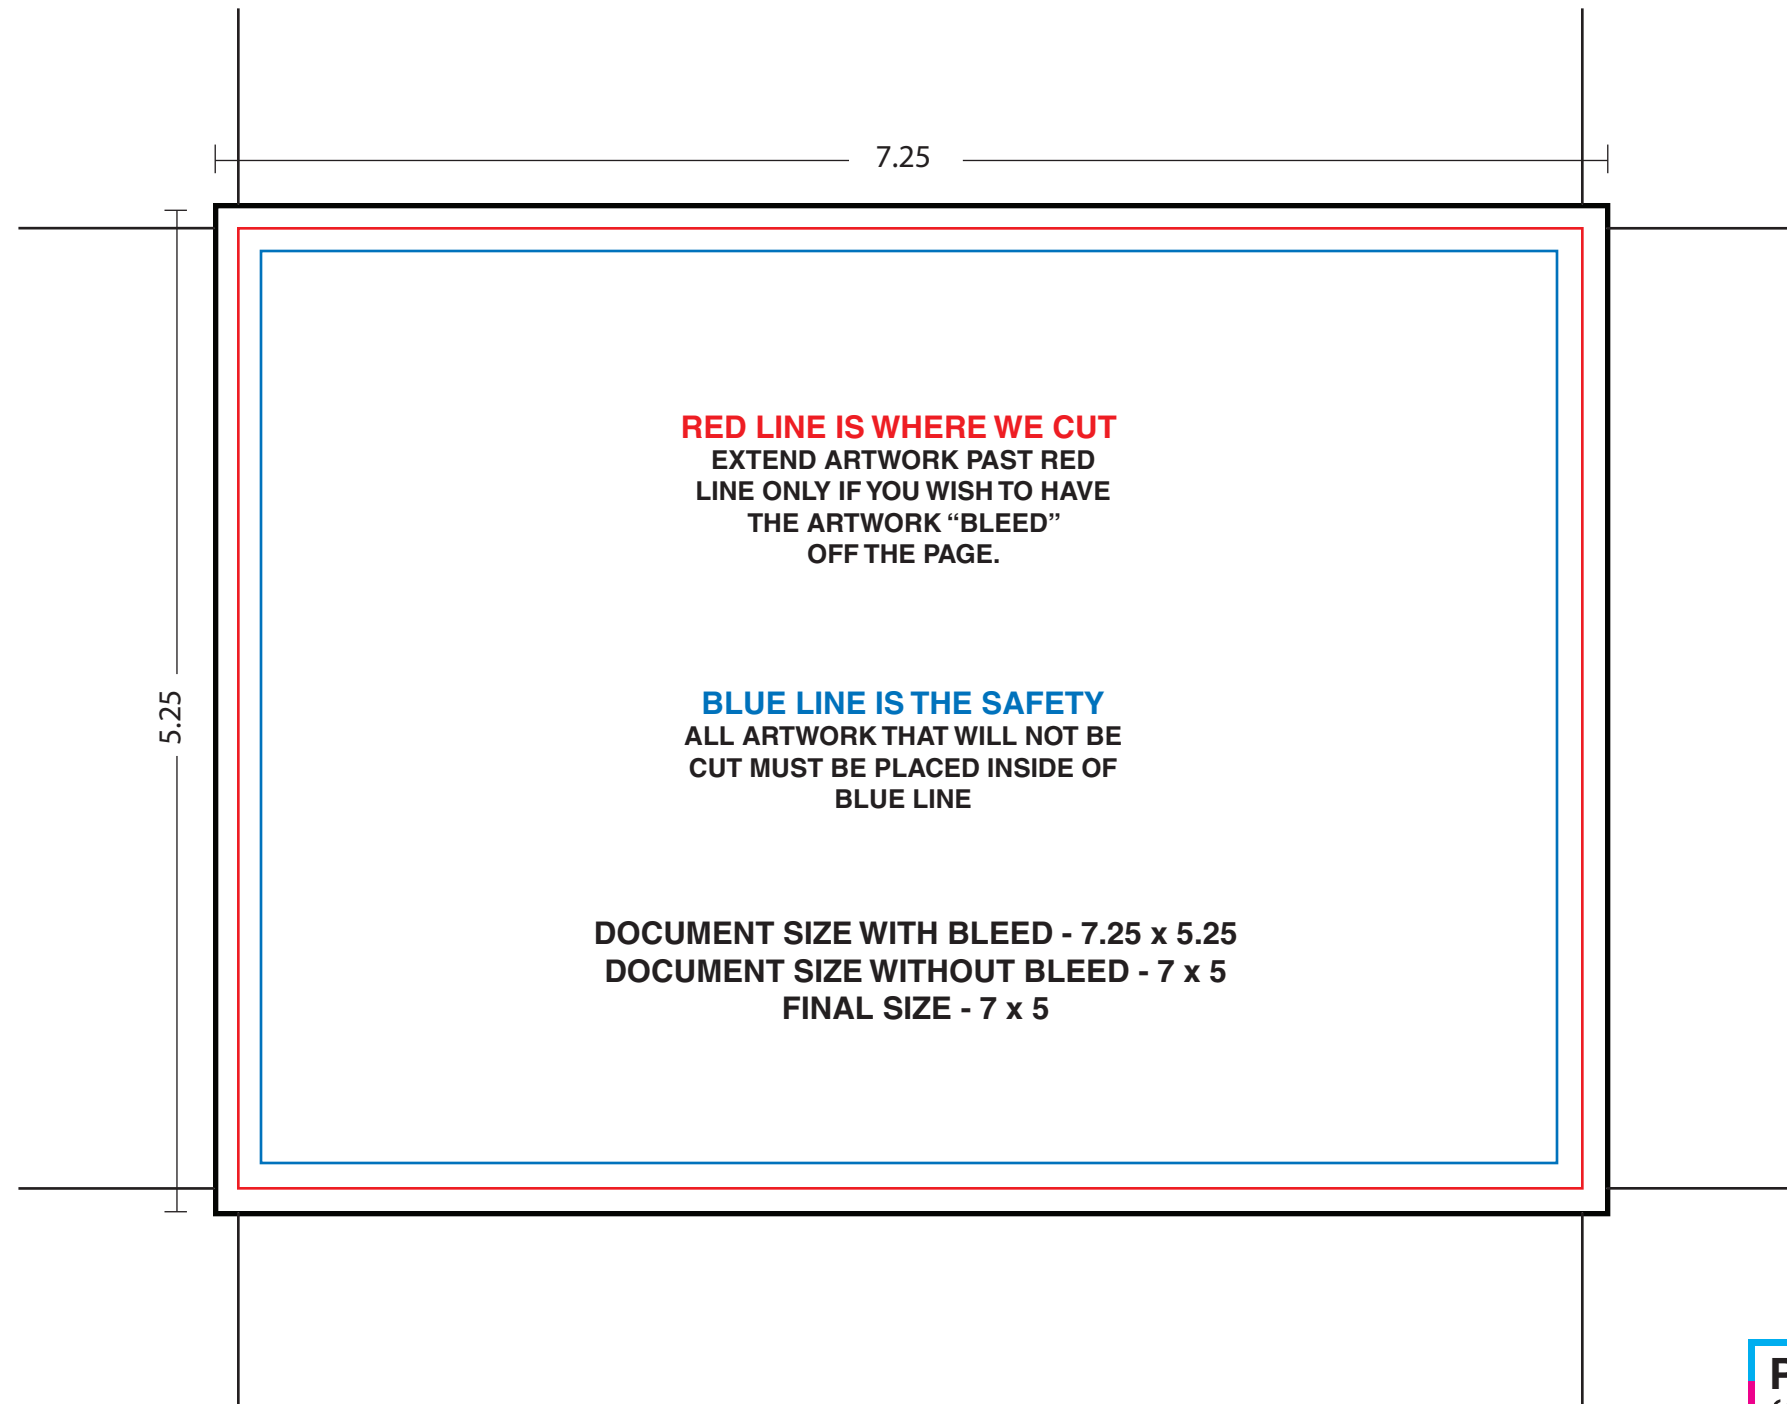 7.25
5.25
RED LINE IS WHERE WE CUT
EXTEND ARTWORK PAST RED
LINE ONLY IF YOU WISH TO HAVE
THE ARTWORK “BLEED”
OFF THE PAGE.
BLUE LINE IS THE SAFETY
ALL ARTWORK THAT WILL NOT BE
CUT MUST BE PLACED INSIDE OF
BLUE LINE
DOCUMENT SIZE WITH BLEED - 7.25 x 5.25
DOCUMENT SIZE WITHOUT BLEED - 7 x 5
FINAL SIZE - 7 x 5